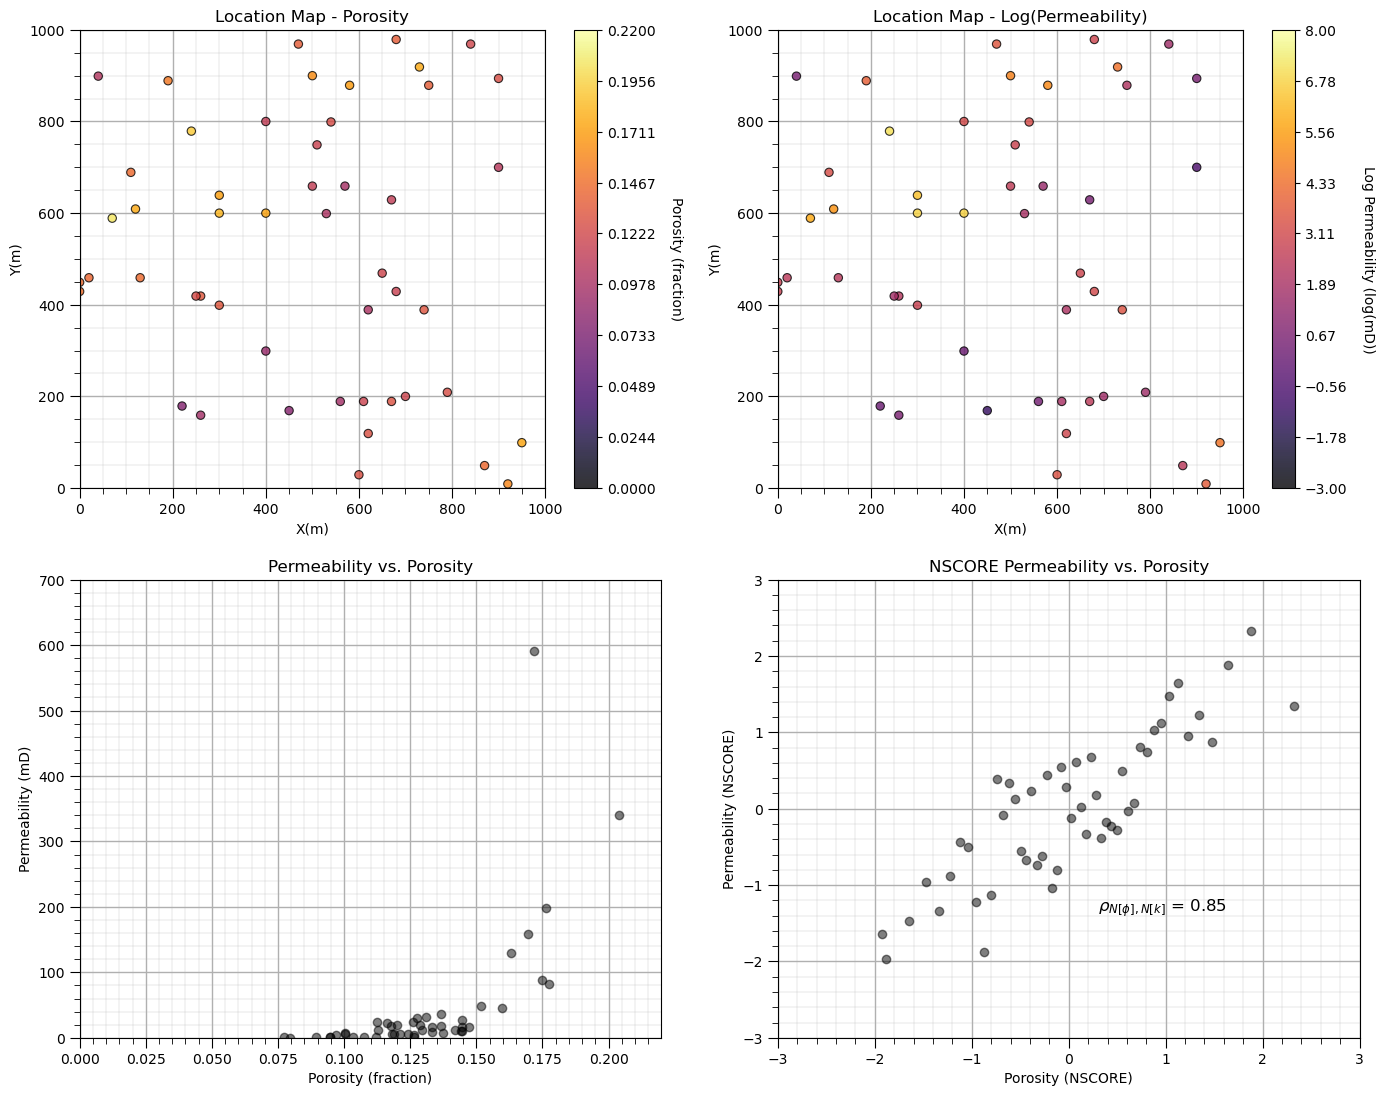 Location Map - Porosity
1000
800
600
400
200
0
0 200 400 600 800 1000
X(m)
Y(m)
0.2200
0.1956
0.1711
0.1467
0.1222
0.0978
0.0733
0.0489
0.0244
0.0000
Porosity (fraction)
Location Map - Log(Permeability)
1000
800
600
400
200
0
0 200 400 600 800 1000
X(m)
Y(m)
8.00
6.78
5.56
4.33
3.11
1.89
0.67
−0.56
−1.78
−3.00
Log Permeability (log(mD))
Permeability vs. Porosity
700
600
500
400
300
200
100
0
0.000 0.025 0.050 0.075 0.100 0.125 0.150 0.175 0.200
Porosity (fraction)
Permeability (mD)
NSCORE Permeability vs. Porosity
3
2
1
0
−1
−2
−3
−3 −2 −1 0 1 2 3
Porosity (NSCORE)
Permeability (NSCORE)
ρN[ϕ],N[k] = 0.85